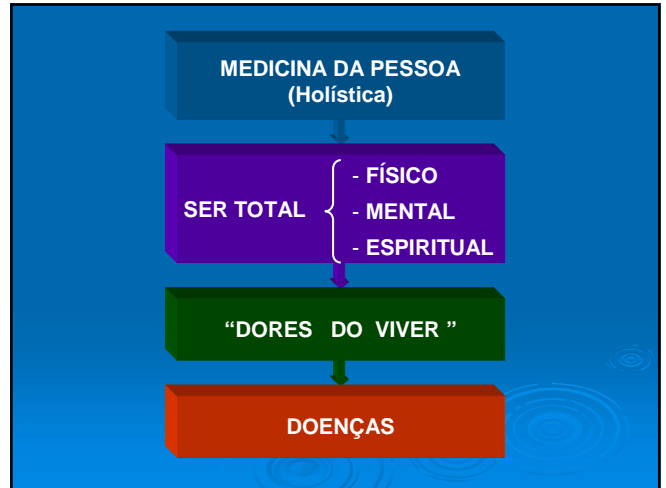 MEDICINA DA PESSOA
(Holística)
SER TOTAL
- FÍSICO
- MENTAL
- ESPIRITUAL
“DORES DO VIVER ”
DOENÇAS